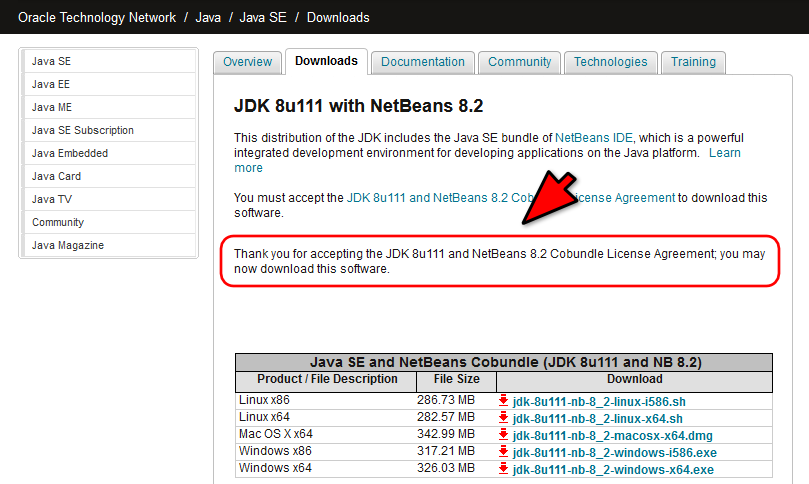 Oracle Technology Network / Java / Java SE / Downloads
Java SE
Java EE
Java ME
Java SE Subscription
Java Embedded
Java Card
Java TV
Community
Java Magazine
Overview Downloads Documentation Community Technologies Training
JDK 8u111 with NetBeans 8.2
This distribution of the JDK includes the Java SE bundle of NetBeans IDE, which is a powerful
integrated development environment for developing applications on the Java platform. Learn
more
You must accept the JDK 8u111 and NetBeans 8.2 License Agreement to download this
software.
Thank you for accepting the JDK 8u111 and NetBeans 8.2 Cobundle License Agreement; you may
now download this software.
Java SE and NetBeans Cobundle (JDK 8u111 and NB 8.2)
Product / File Description File Size Download
Linux x86 286.73 MB jdk-8u111-nb-8_2-linux-i586.sh
Linux x64 282.57 MB jdk-8u111-nb-8_2-linux-x64.sh
Mac OS X x64 342.99 MB jdk-8u111-nb-8_2-macosx-x64.dmg
Windows x86 317.21 MB jdk-8u111-nb-8_2-windows-i586.exe
Windows x64 326.03 MB jdk-8u111-nb-8_2-windows-x64.exe